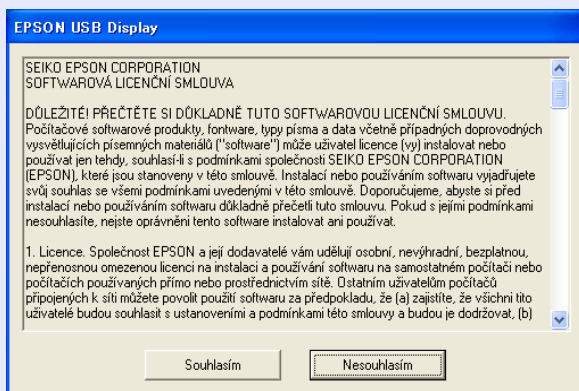 EPSON USB Display
SEIKO EPSON CORPORATION
SOFTWAROVÁ LICENČNÍ SMLOUVA
DŮLEŽITÉ! PŘEČTĚTE SI DŮKLADNĚ TUTO SOFTWAROVOU LICENČNÍ SMLOUVU.
Počítačové softwarové produkty, fontware, typy písma a data včetně případných doprovodných
vysvětlujících písemných materiálů ("software") může uživatel licence (vy) instalovat nebo
používat jen tehdy, souhlasí-li s podmínkami společnosti SEIKO EPSON CORPORATION
(EPSON), které jsou stanoveny v této smlouvě. Instalací nebo používáním softwaru vyjadřujete
svůj souhlas se všemi podmínkami uvedenými v této smlouvě. Doporučujeme, abyste si před
instalací nebo používáním softwaru důkladně přečetli tuto smlouvu. Pokud s jejími podmínkami
nesouhlasíte, nejste oprávněni tento software instalovat ani používat.
1. Licence. Společnost EPSON a její dodavatelé vám udělují osobní, nevýhradní, bezplatnou,
nepřenosnou omezenou licenci na instalaci a používání softwaru na samostatném počítači nebo
počítačích používaných přímo nebo prostřednictvím sítě. Ostatním uživatelům počítačů
připojených k síti můžete povolit použití softwaru za předpokladu, že (a) zajistíte, že všichni tito
uživatelé budou souhlasit s ustanoveními a podmínkami této smlouvy a budou je dodržovat, (b)
Souhlasím
Nesouhlasím